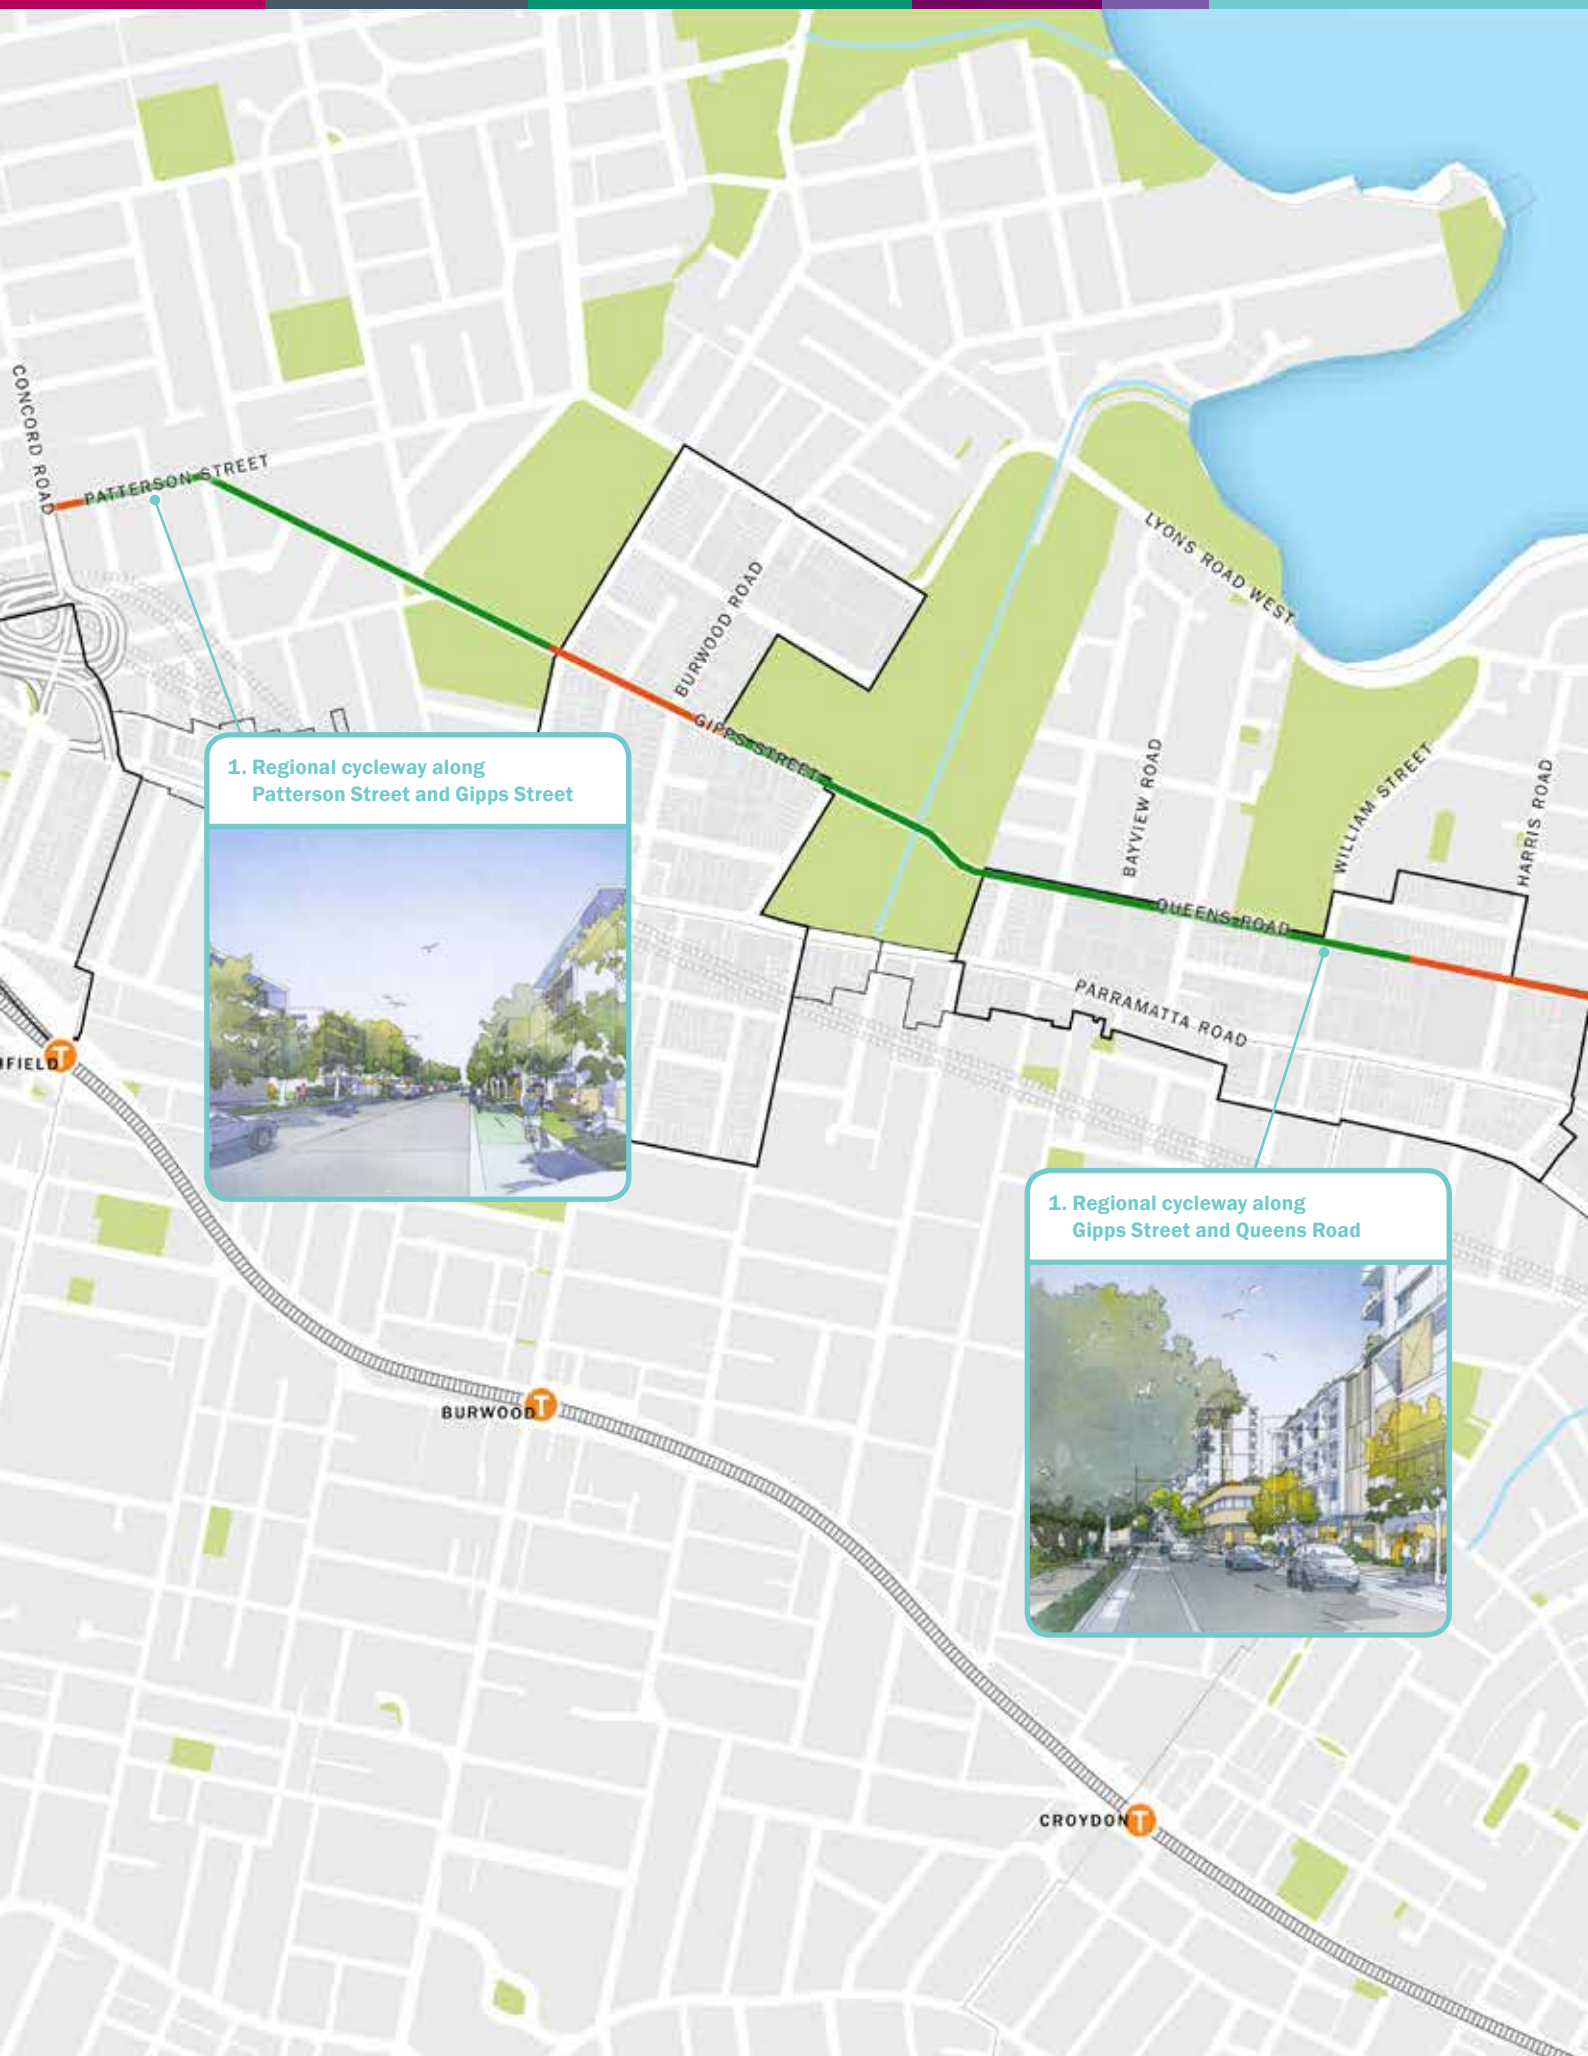 CONCORD ROAD
PATTERSON STREET
BURWOOD ROAD
LYONS ROAD WEST
GIPPS STREET
BAYVIEW ROAD
WILLIAM STREET
HARRIS ROAD
1. Regional cycleway along
Patterson Street and Gipps Street
QUEENS ROAD
PARRAMATTA ROAD
FIELD T
1. Regional cycleway along
Gipps Street and Queens Road
BURWOOD T
CROYDON T